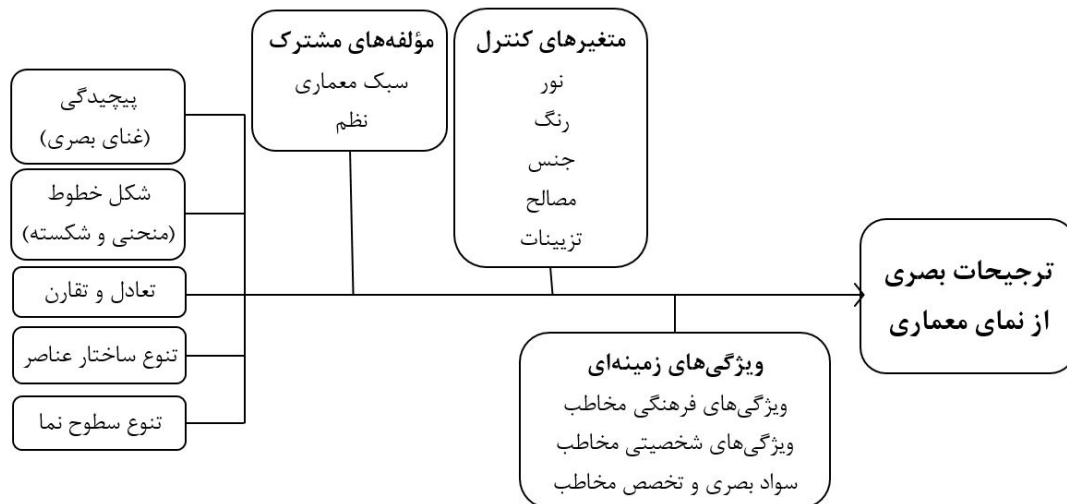 مؤلفه‌های مشترک
سبک معماری
نظم
متغیرهای کنترل
نور
رنگ
جنس
مصالح
تزیینات
پیچیدگی
(غنای بصری)
شکل خطوط
(منحنی و شکسته)
تعادل و تقارن
تنوع ساختار عناصر
تنوع سطوح نما
ترجیحات بصری
از نمای معماری
ویژگی‌های زمینه‌ای
ویژگی‌های فرهنگی مخاطب
ویژگی‌های شخصیتی مخاطب
سواد بصری و تخصص مخاطب